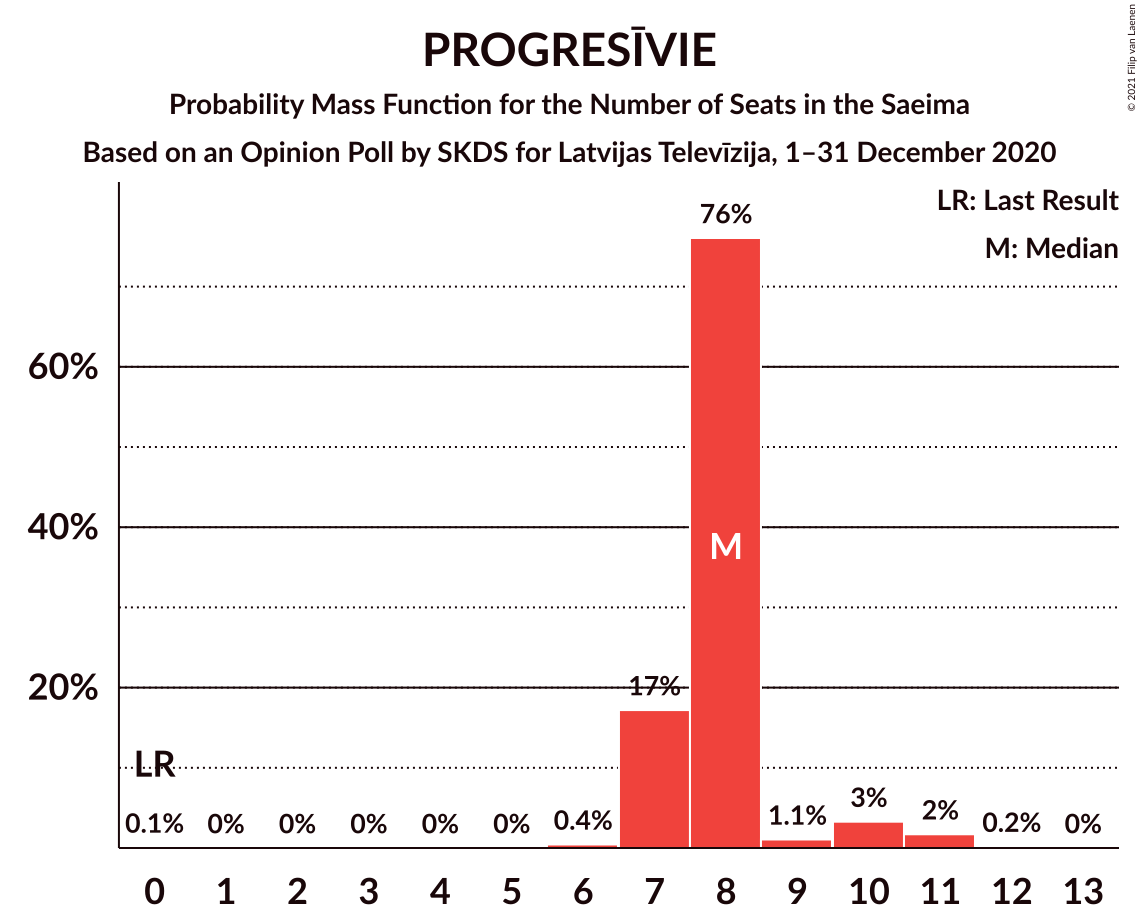 PROGRESĪVIE
Probability Mass Function for the Number of Seats in the Saeima
Based on an Opinion Poll by SKDS for Latvijas Televīzija, 1–31 December 2020
© 2021 Filip van Laenen
LR: Last Result
M: Median
76%
60%
40%
M
20%
17%
LR
0.1% 0% 0% 0% 0% 0% 0.4% 1.1% 3% 2% 0.2% 0%
0 1 2 3 4 5 6 7 8 9 10 11 12 13